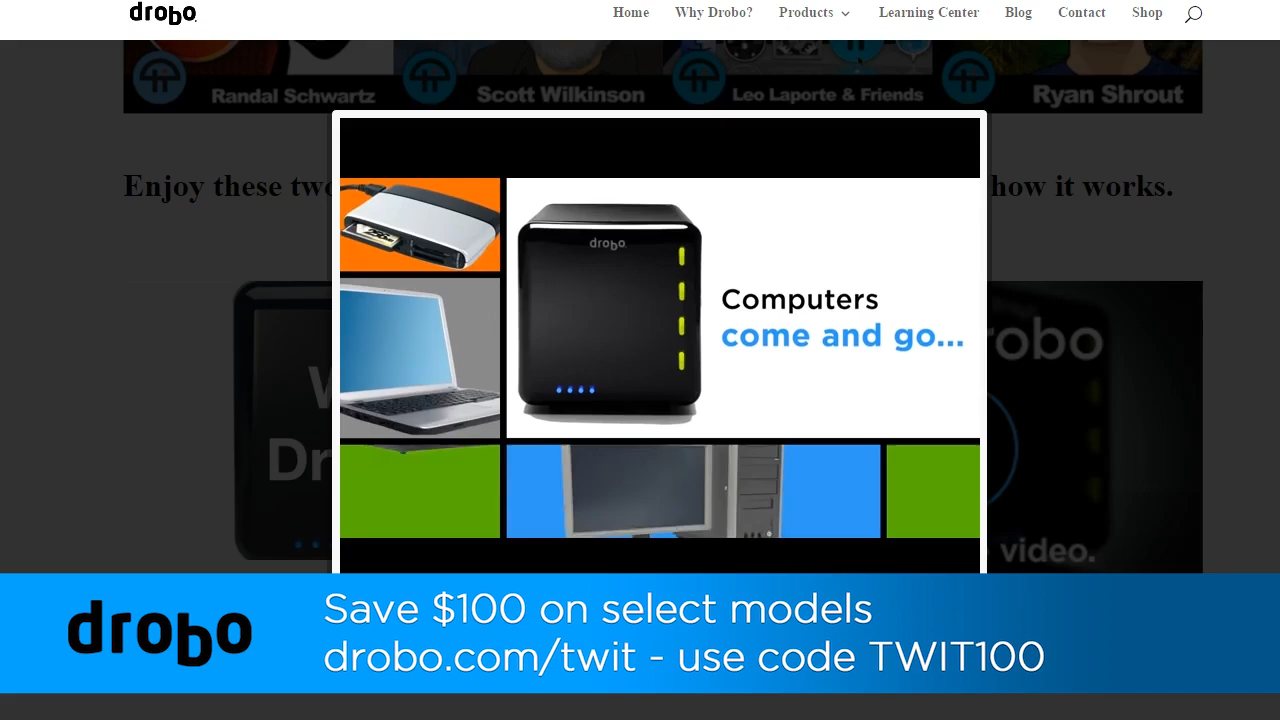 drobo
Home Why Drobo? Products Learning Center Blog Contact Shop
Randal Schwartz Scott Wilkinson Leo Laporte & Friends Ryan Shrout
Enjoy these how it works.
drobo
Computers
come and go...
video.
drobo
Save $100 on select models
drobo.com/twit - use code TWIT100